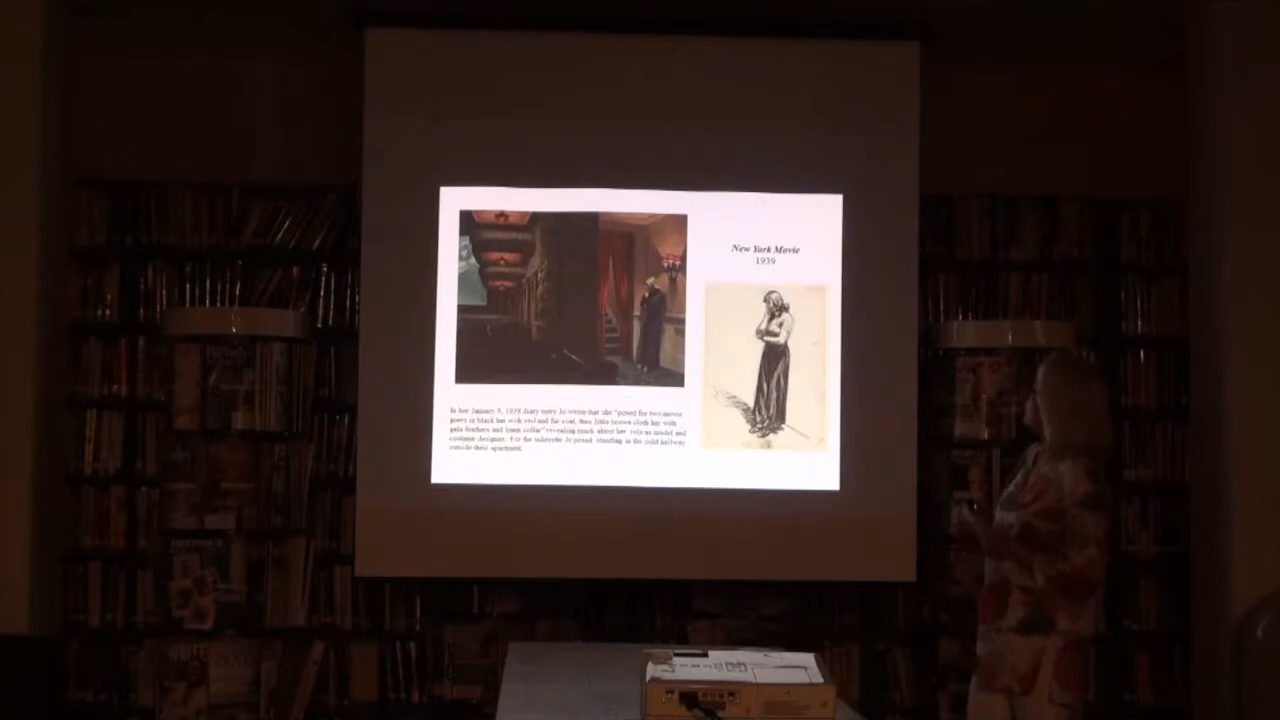 New York Movie
1939
In her January 9, 1939 diary entry Jo wrote that she "posed for two movie
goers in black hat with veil and fur coat, then little brown cloth hat with
gala feathers and linen collar" revealing much about her role as model and
costume designer. For the usherette Jo posed standing in the cold hallway
outside their apartment.